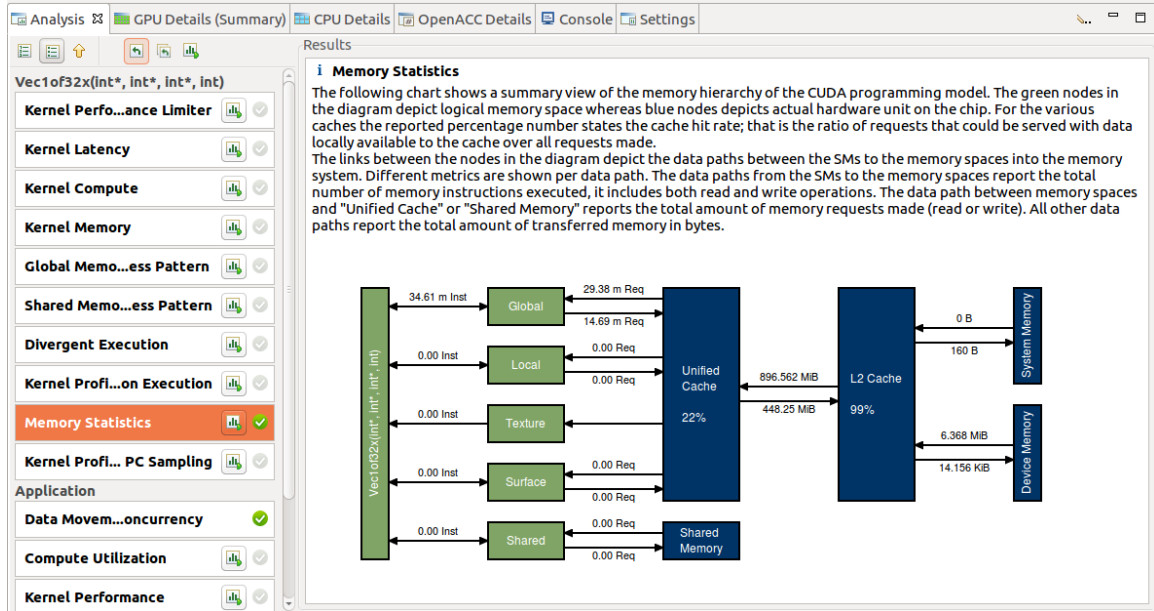 Analysis
GPU Details (Summary)
CPU Details
OpenACC Details
Console
Settings
Vec1of32x(int*, int*, int*, int)
Kernel Perfo...ance Limiter
Kernel Latency
Kernel Compute
Kernel Memory
Global Memo...ess Pattern
Shared Memo...ess Pattern
Divergent Execution
Kernel Profi...on Execution
Memory Statistics
Kernel Profi... PC Sampling
Application
Data Movem...oncurrency
Compute Utilization
Kernel Performance
Results
i Memory Statistics
The following chart shows a summary view of the memory hierarchy of the CUDA programming model. The green nodes in
the diagram depict logical memory space whereas blue nodes depicts actual hardware unit on the chip. For the various
caches the reported percentage number states the cache hit rate; that is the ratio of requests that could be served with data
locally available to the cache over all requests made.
The links between the nodes in the diagram depict the data paths between the SMs to the memory spaces into the memory
system. Different metrics are shown per data path. The data paths from the SMs to the memory spaces report the total
number of memory instructions executed, it includes both read and write operations. The data path between memory spaces
and "Unified Cache" or "Shared Memory" reports the total amount of memory requests made (read or write). All other data
paths report the total amount of transferred memory in bytes.
Vec1of32x(int*, int*, int*, int)
34.61 m Inst
Global
29.38 m Req
14.69 m Req
0.00 Inst
Local
0.00 Req
0.00 Req
0.00 Inst
Texture
0.00 Inst
Surface
0.00 Req
0.00 Req
0.00 Inst
Shared
0.00 Req
0.00 Req
Unified
Cache
22%
Shared
Memory
896.562 MiB
448.25 MiB
L2 Cache
99%
0 B
160 B
System Memory
6.368 MiB
14.156 KiB
Device Memory